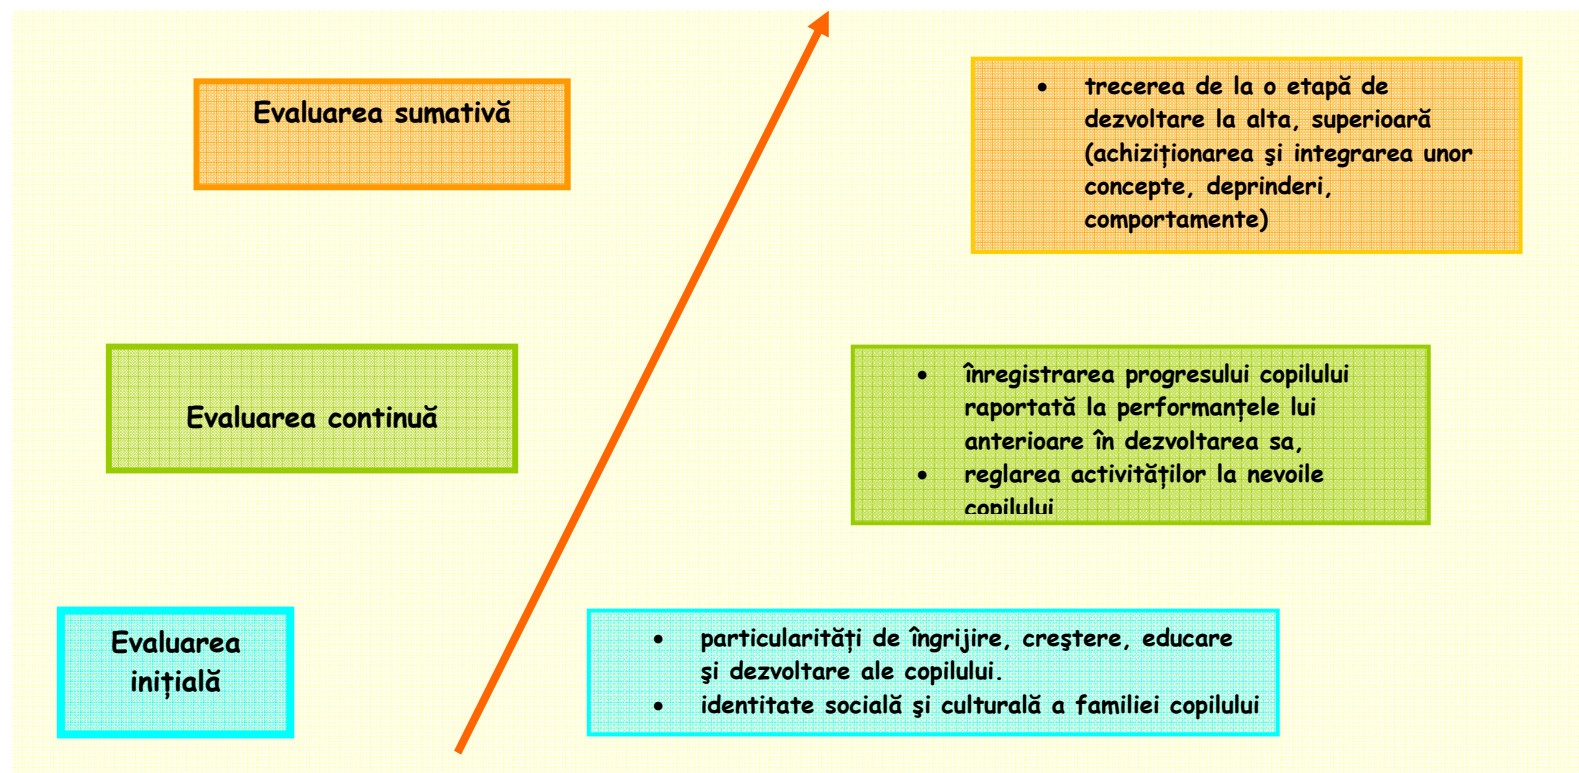 Evaluarea sumativă
• trecerea de la o etapă de
dezvoltare la alta, superioară
(achiziționarea şi integrarea unor
concepte, deprinderi,
comportamente)
Evaluarea continuă
• înregistrarea progresului copilului
raportată la performanțele lui
anterioare în dezvoltarea sa,
• reglarea activităților la nevoile
copilului
Evaluarea
inițială
• particularități de îngrijire, creştere, educare
şi dezvoltare ale copilului.
• identitate socială şi culturală a familiei copilului